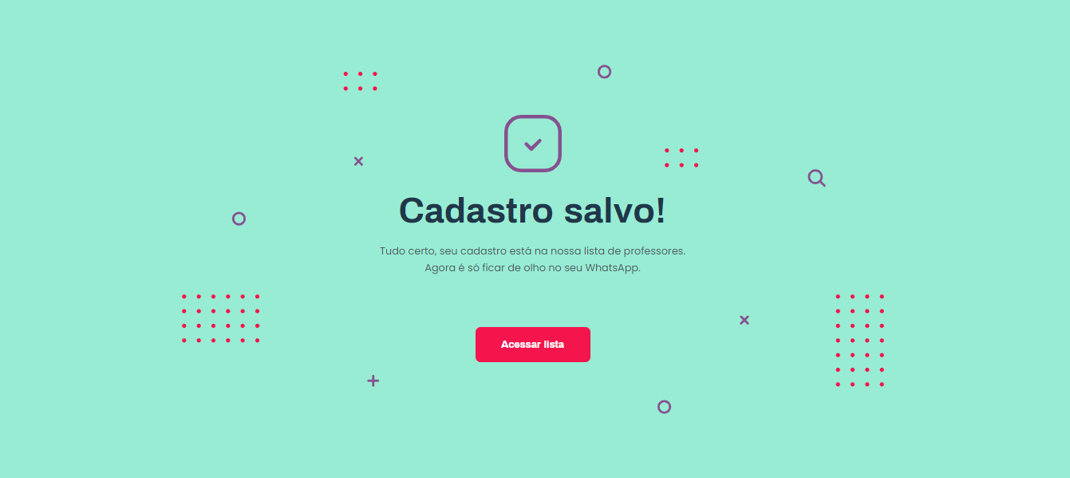 Cadastro salvo!
Tudo certo, seu cadastro está na nossa lista de professores.
Agora é só ficar de olho no seu WhatsApp.
Acessar lista